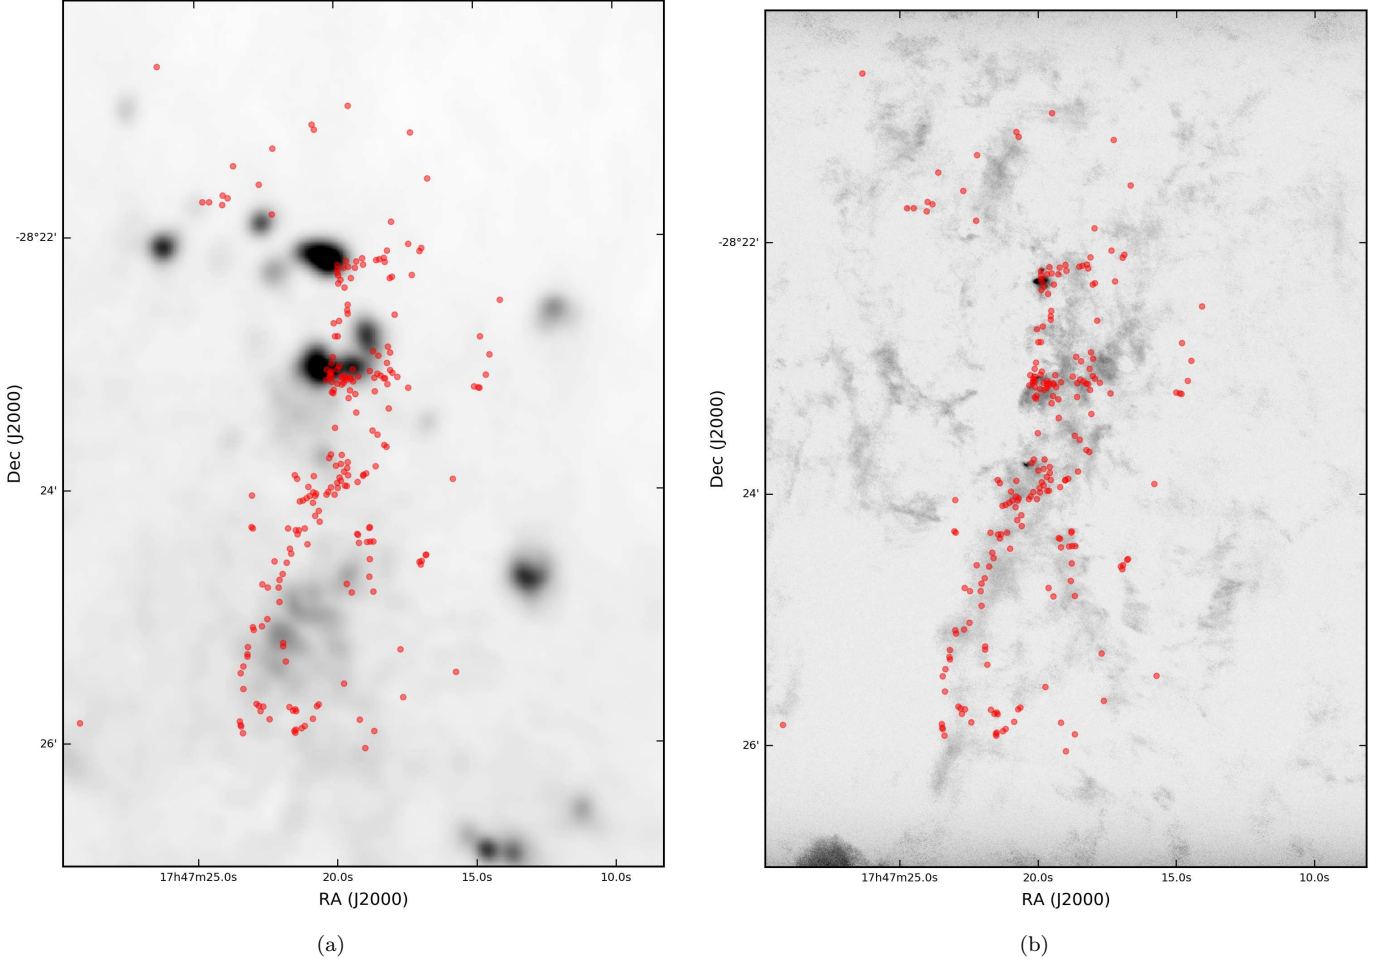 -28°22'
24'
26'
Dec (J2000)
17ʰ47ᵐ25.0s
20.0s
15.0s
10.0s
RA (J2000)
(a)
-28°22'
24'
26'
Dec (J2000)
17h47m25.0s
20.0s
15.0s
10.0s
RA (J2000)
(b)